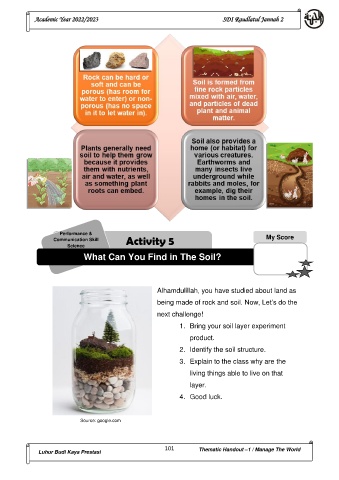 Academic Year 2022/2023
SDI Raudlatul Jannah 2
Rock can be hard or
soft and can be
porous (has room for
water to enter) or non-
porous (has no space
in it to let water in).
Soil is formed from
fine rock particles
mixed with air, water,
and particles of dead
plant and animal
matter.
Plants generally need
soil to help them grow
because it provides
them with nutrients,
air and water, as well
as something plant
roots can embed.
Soil also provides a
home (or habitat) for
various creatures.
Earthworms and
many insects live
underground while
rabbits and moles, for
example, dig their
homes in the soil.
Performance &
Communication Skill
Science
Activity 5
My Score
What Can You Find in The Soil?
Alhamdulillah, you have studied about land as
being made of rock and soil. Now, Let's do the
next challenge!
1. Bring your soil layer experiment
product.
2. Identify the soil structure.
3. Explain to the class why are the
living things able to live on that
layer.
4. Good luck.
Source: google.com
Luhur Budi Kaya Prestasi
101
Thematic Handout –1 / Manage The World